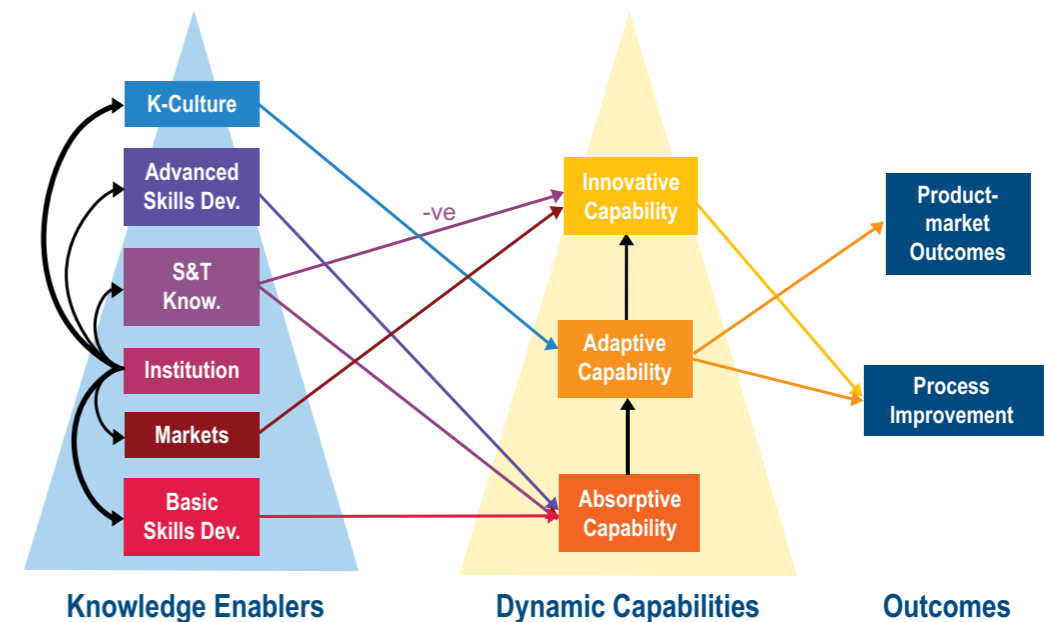 K-Culture
Advanced
Skills Dev.
S&T
Know.
Institution
Markets
Basic
Skills Dev.
-ve
Innovative
Capability
Adaptive
Capability
Absorptive
Capability
Product-
market
Outcomes
Process
Improvement
Knowledge Enablers
Dynamic Capabilities
Outcomes